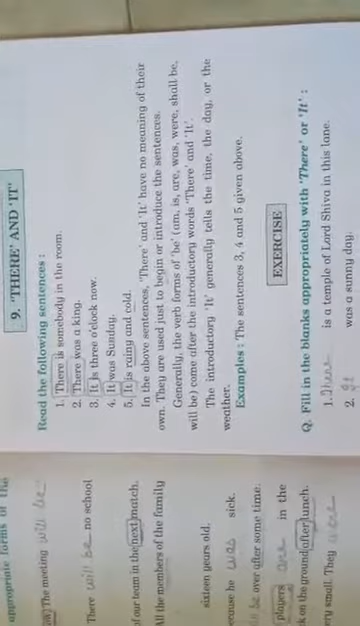 9. 'THERE' AND 'IT'
Read the following sentences :
1. There is somebody in the room.
2. There was a king.
3. It is three o'clock now.
4. It was Sunday.
5. It is rainy and cold.
In the above sentences, 'There' and 'It' have no meaning of their
own. They are used just to begin or introduce the sentences.
Generally, the verb forms of 'be' (am, is, are, was, were, shall be,
will be) come after the introductory words 'There' and 'It'.
The introductory 'It' generally tells the time, the day, or the
weather.
Examples : The sentences 3, 4 and 5 given above.
EXERCISE
Q. Fill in the blanks appropriately with 'There' or 'It' :
1. There is a temple of Lord Shiva in this lane.
2. It was a sunny day.
appropriate forms of the
The meeting will be
There will be no school
of our team in the next match.
All the members of the family
sixteen years old.
he was sick.
be over after some time.
players are in the
on the ground after lunch.
small. They were